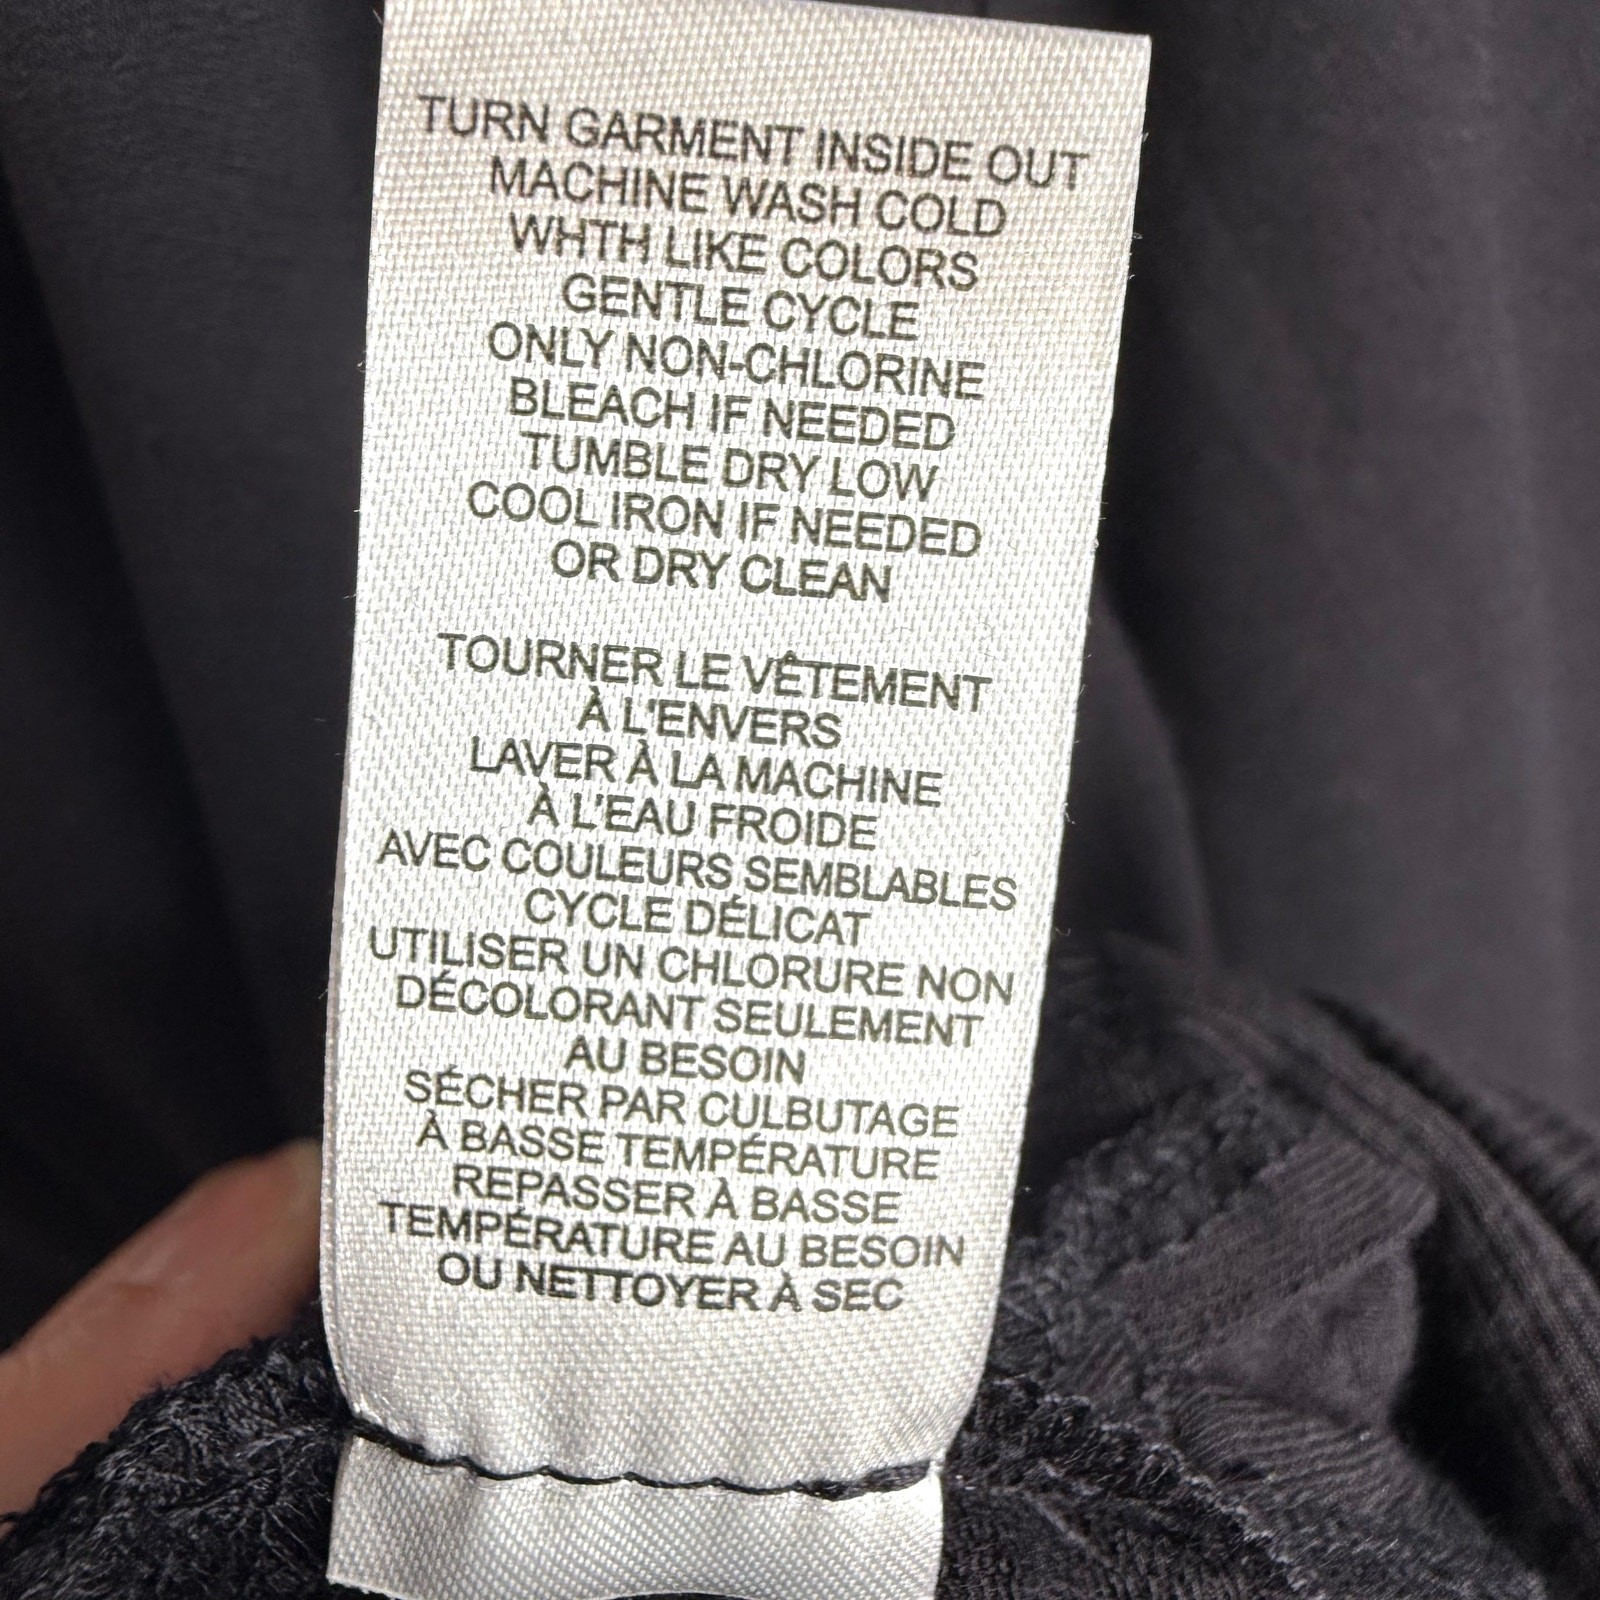 TURN GARMENT INSIDE OUT
MACHINE WASH COLD
WHTH LIKE COLORS
GENTLE CYCLE
ONLY NON-CHLORINE
BLEACH IF NEEDED
TUMBLE DRY LOW
COOL IRON IF NEEDED
OR DRY CLEAN
TOURNER LE VÊTEMENT
À L'ENVERS
LAVER À LA MACHINE
À L'EAU FROIDE
AVEC COULEURS SEMBLABLES
CYCLE DÉLICAT
UTILISER UN CHLORURE NON
DÉCOLORANT SEULEMENT
AU BESOIN
SÉCHER PAR CULBUTAGE
À BASSE TEMPÉRATURE
REPASSER À BASSE
TEMPÉRATURE AU BESOIN
OU NETTOYER À SEC